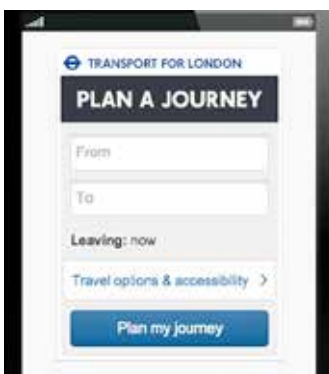 TRANSPORT FOR LONDON
PLAN A JOURNEY
From
To
Leaving: now
Travel options & accessibility >
Plan my journey